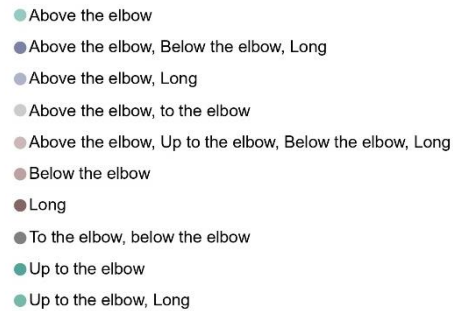 Above the elbow
Above the elbow, Below the elbow, Long
Above the elbow, Long
Above the elbow, to the elbow
Above the elbow, Up to the elbow, Below the elbow, Long
Below the elbow
Long
To the elbow, below the elbow
Up to the elbow
Up to the elbow, Long